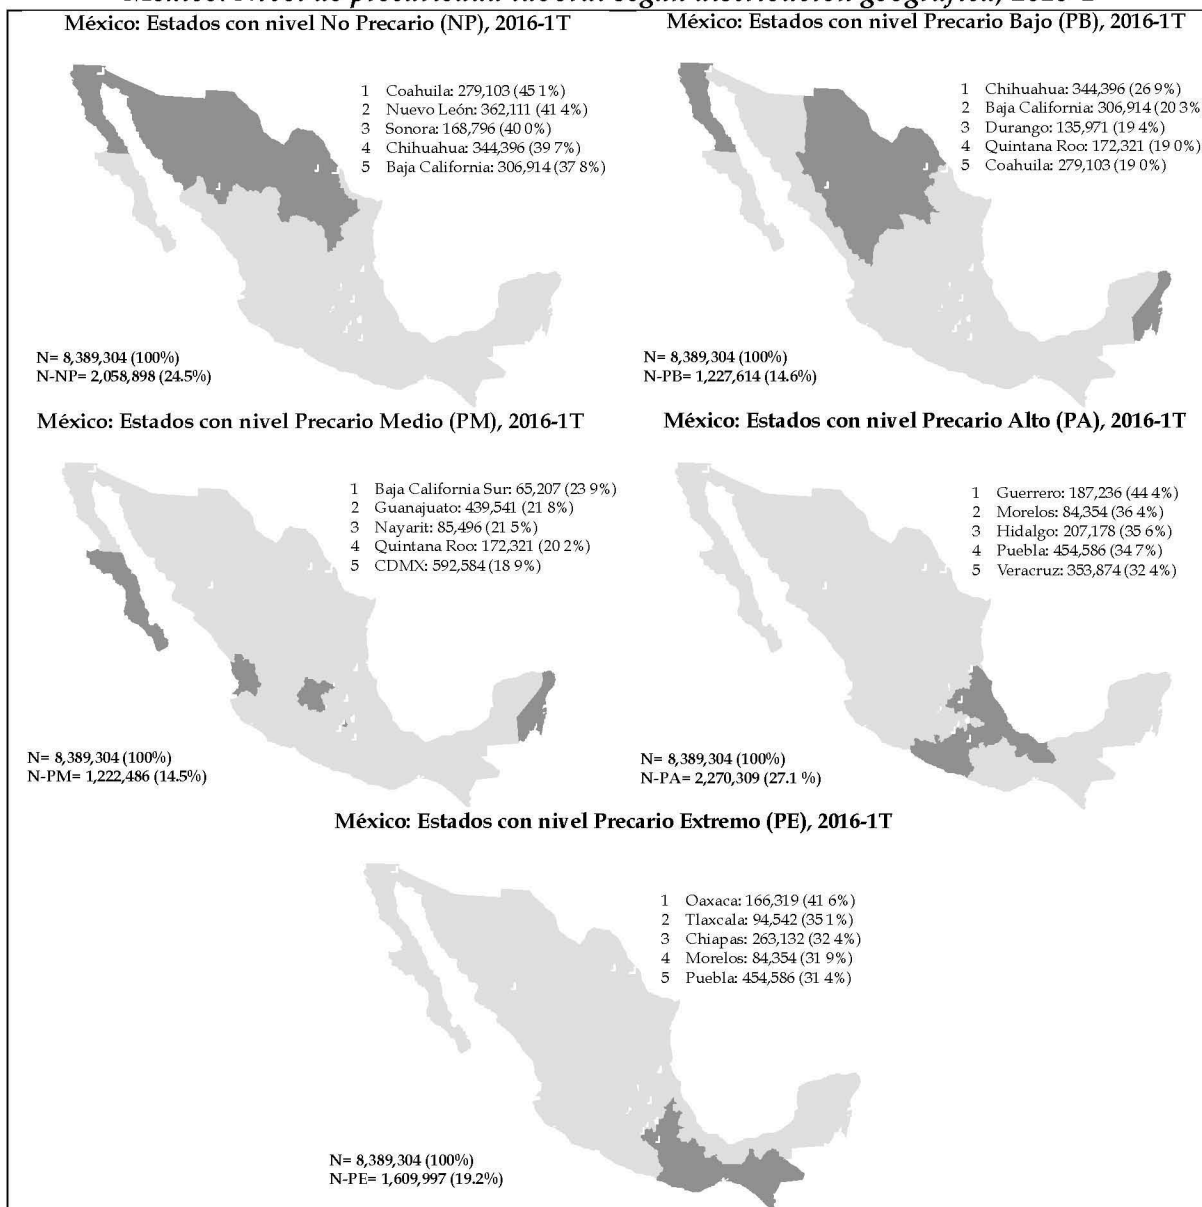 México: Estados con nivel No Precario (NP), 2016-1T
1 Coahuila: 279,103 (45 1%)
2 Nuevo León: 362,111 (41 4%)
3 Sonora: 168,796 (40 0%)
4 Chihuahua: 344,396 (39 7%)
5 Baja California: 306,914 (37 8%)
N= 8,389,304 (100%)
N-NP= 2,058,898 (24.5%)
México: Estados con nivel Precario Bajo (PB), 2016-1T
1 Chihuahua: 344,396 (26 9%)
2 Baja California: 306,914 (20 3%
3 Durango: 135,971 (19 4%)
4 Quintana Roo: 172,321 (19 0%)
5 Coahuila: 279,103 (19 0%)
N= 8,389,304 (100%)
N-PB= 1,227,614 (14.6%)
México: Estados con nivel Precario Medio (PM), 2016-1T
1 Baja California Sur: 65,207 (23 9%)
2 Guanajuato: 439,541 (21 8%)
3 Nayarit: 85,496 (21 5%)
4 Quintana Roo: 172,321 (20 2%)
5 CDMX: 592,584 (18 9%)
N= 8,389,304 (100%)
N-PM= 1,222,486 (14.5%)
México: Estados con nivel Precario Alto (PA), 2016-1T
1 Guerrero: 187,236 (44 4%)
2 Morelos: 84,354 (36 4%)
3 Hidalgo: 207,178 (35 6%)
4 Puebla: 454,586 (34 7%)
5 Veracruz: 353,874 (32 4%)
N= 8,389,304 (100%)
N-PA= 2,270,309 (27.1 %)
México: Estados con nivel Precario Extremo (PE), 2016-1T
1 Oaxaca: 166,319 (41 6%)
2 Tlaxcala: 94,542 (35 1%)
3 Chiapas: 263,132 (32 4%)
4 Morelos: 84,354 (31 9%)
5 Puebla: 454,586 (31 4%)
N= 8,389,304 (100%)
N-PE= 1,609,997 (19.2%)